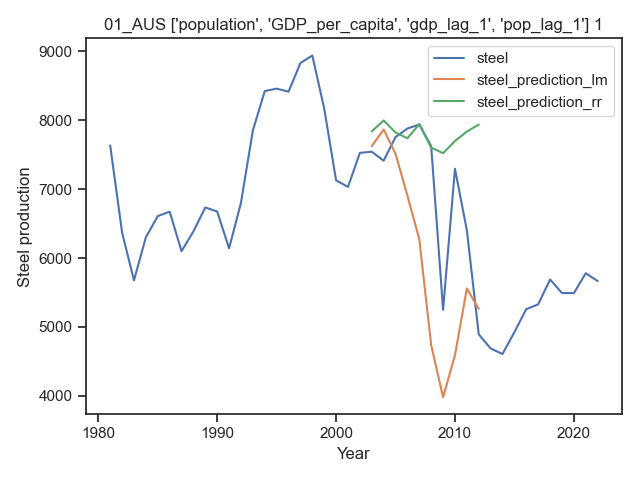 01_AUS ['population', 'GDP_per_capita', 'gdp_lag_1', 'pop_lag_1'] 1
steel
steel_prediction_lm
steel_prediction_rr
9000
8000
7000
6000
5000
4000
Steel production
1980
1990
2000
2010
2020
Year